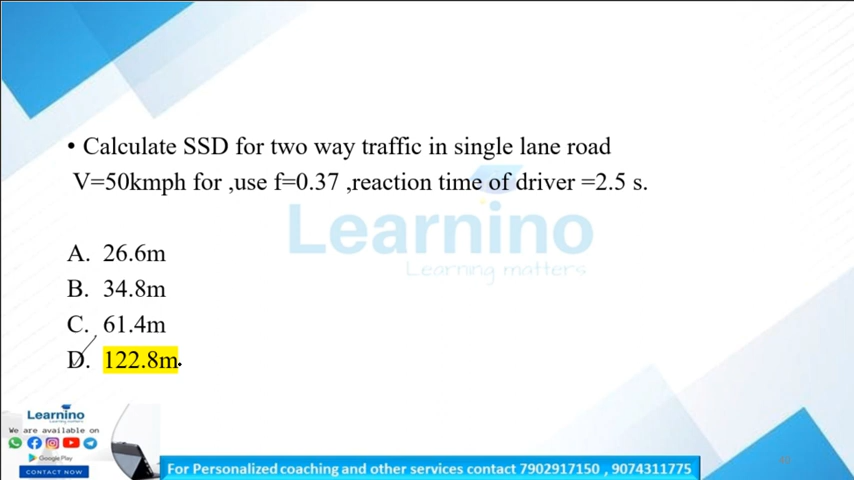 • Calculate SSD for two way traffic in single lane road
V=50kmph for ,use f=0.37 ,reaction time of driver =2.5 s.
Learnino
Learning matters
A. 26.6m
B. 34.8m
C. 61.4m
D. 122.8m
Learnino
We are available on
Google Play
CONTACT NOW
For Personalized coaching and other services contact 7902917150 , 9074311775